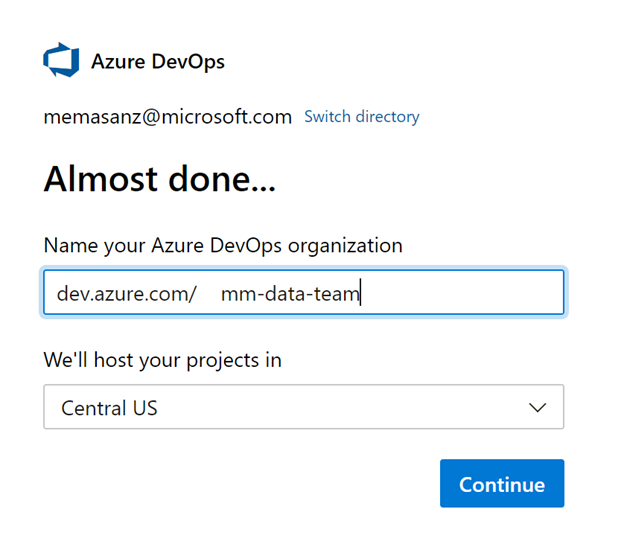 Azure DevOps
memasanz@microsoft.com Switch directory
Almost done...
Name your Azure DevOps organization
dev.azure.com/ mm-data-team
We'll host your projects in
Central US
Continue